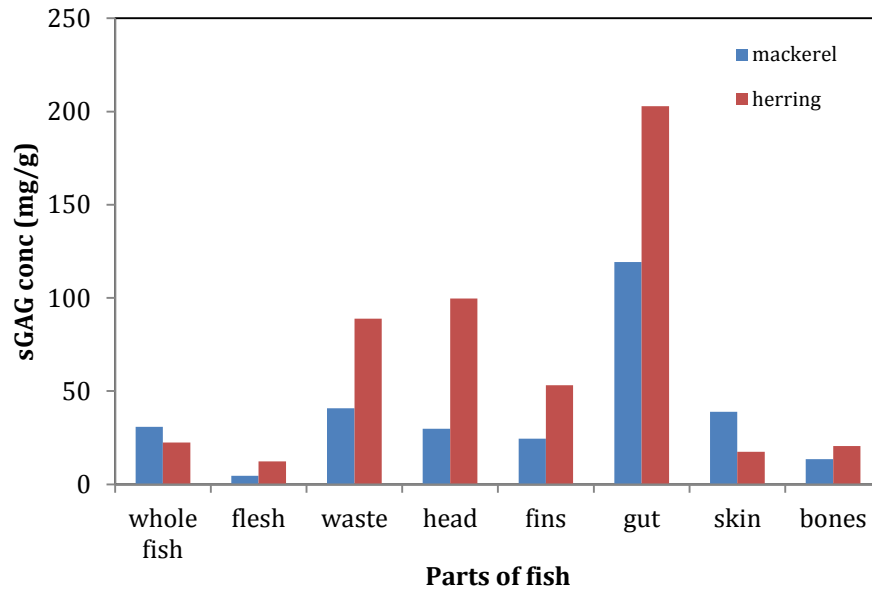 250
200
150
100
50
0
sGAG conc (mg/g)
mackerel
herring
whole fish
flesh
waste
head
fins
gut
skin
bones
Parts of fish